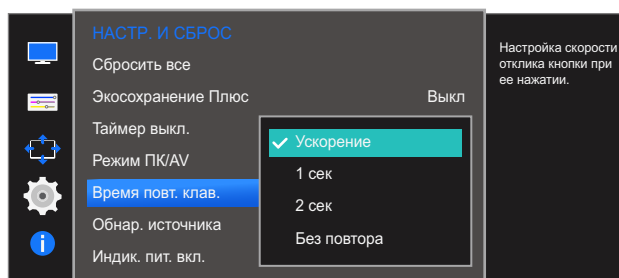 НАСТР. И СБРОС
Сбросить все
Экосохранение Плюс Выкл
Таймер выкл.
Режим ПК/AV
Время повт. клав.
Обнар. источника
Индик. пит. вкл.
Ускорение
1 сек
2 сек
Без повтора
Настройка скорости
отклика кнопки при
ее нажатии.